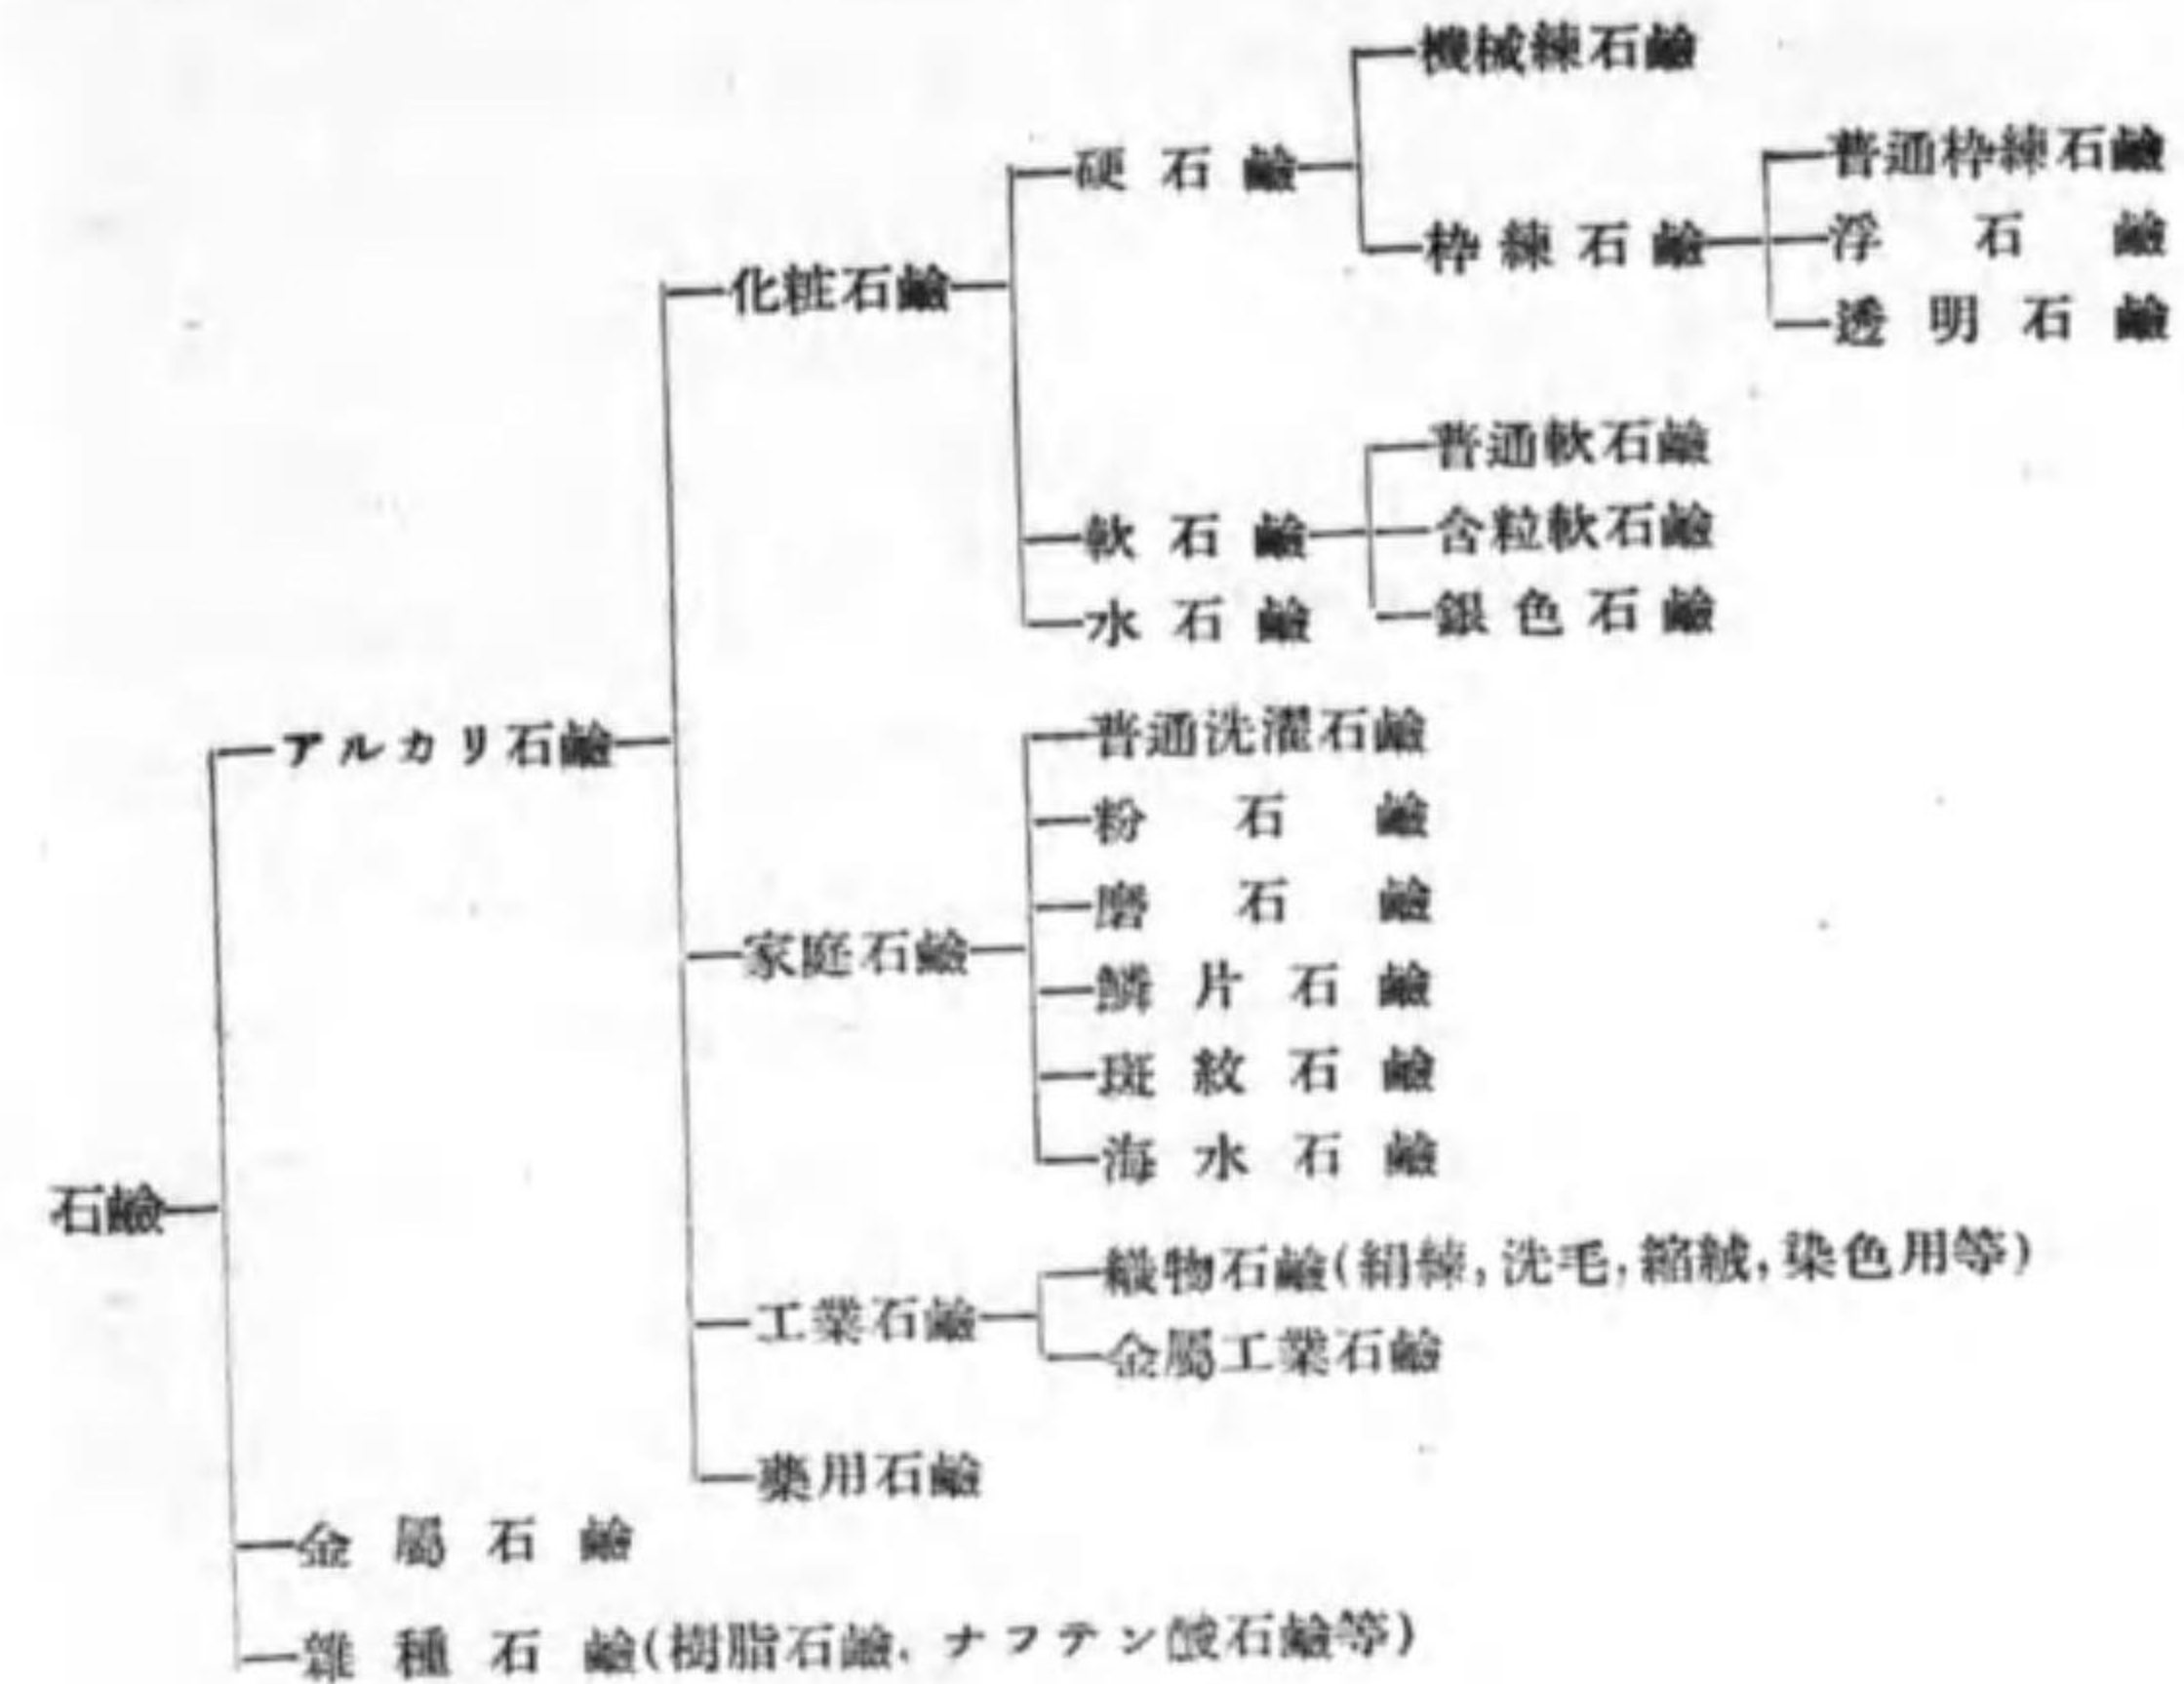 機械練石鹼
硬石鹼
普通枠練石鹼
枠練石鹼
浮石鹼
化粧石鹼
透明石鹼
普通軟石鹼
軟石鹼
含粒軟石鹼
水石鹼
銀色石鹼
アルカリ石鹼
普通洗濯石鹼
粉石鹼
磨石鹼
家庭石鹼
鱗片石鹼
斑紋石鹼
海水石鹼
石鹼
織物石鹼(絹練,洗毛,縮絨,染色用等)
工業石鹼
金屬工業石鹼
藥用石鹼
金屬石鹼
雜種石鹼(樹脂石鹼、ナフテン酸石鹼等)